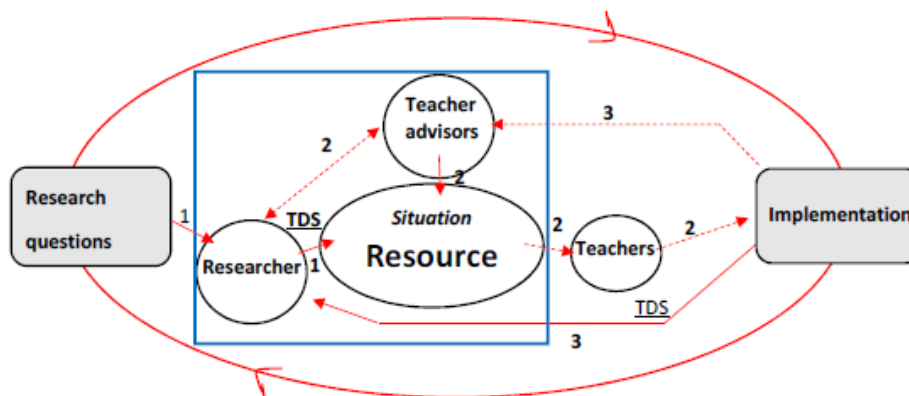 Teacher
advisors
3
2
2
Research
questions
1
TDS
Situation
Resource
Researcher
1
2
Teachers
2
Implementation
TDS
3